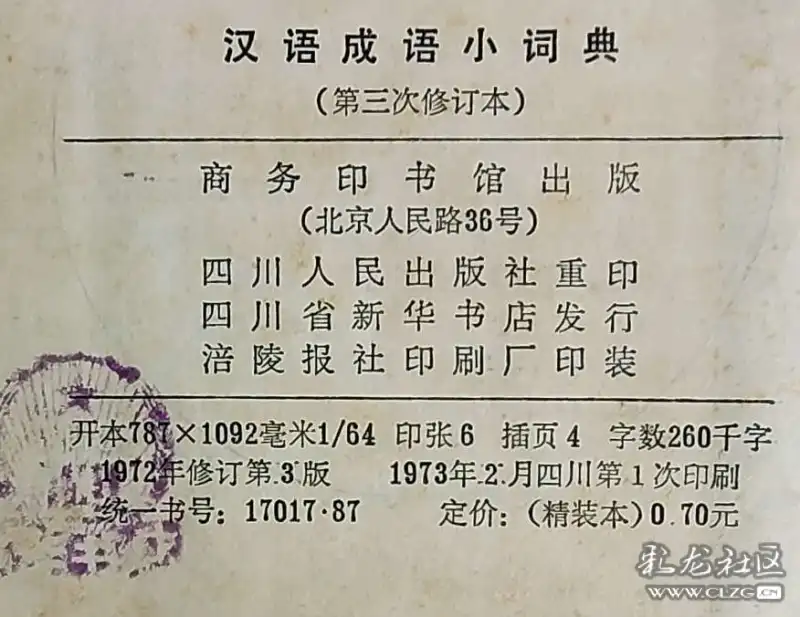 汉语成语小词典
（第三次修订本）
商务印书馆出版
（北京人民路36号）
四川人民出版社重印
四川省新华书店发行
涪陵报社印刷厂印装
开本787×1092毫米1/64 印张6 插页4 字数260千字
1972年修订第3版 1973年2月四川第1次印刷
统一书号：17017·87 定价：（精装本）0.70元
乳龙社区
WWW.CLZG.CN